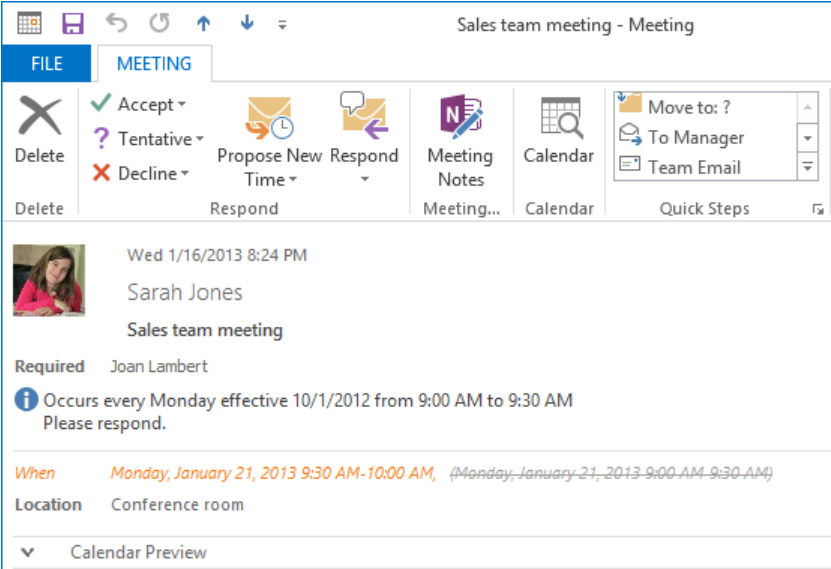 Sales team meeting - Meeting
FILE MEETING
Delete
Accept
Tentative
Decline
Propose New Time
Respond
Meeting Notes
Calendar
Move to: ?
To Manager
Team Email
Delete Respond Meeting... Calendar Quick Steps
Wed 1/16/2013 8:24 PM
Sarah Jones
Sales team meeting
Required Joan Lambert
Occurs every Monday effective 10/1/2012 from 9:00 AM to 9:30 AM
Please respond.
When Monday, January 21, 2013 9:30 AM-10:00 AM, (Monday, January 21, 2013 9:00 AM-9:30 AM)
Location Conference room
Calendar Preview